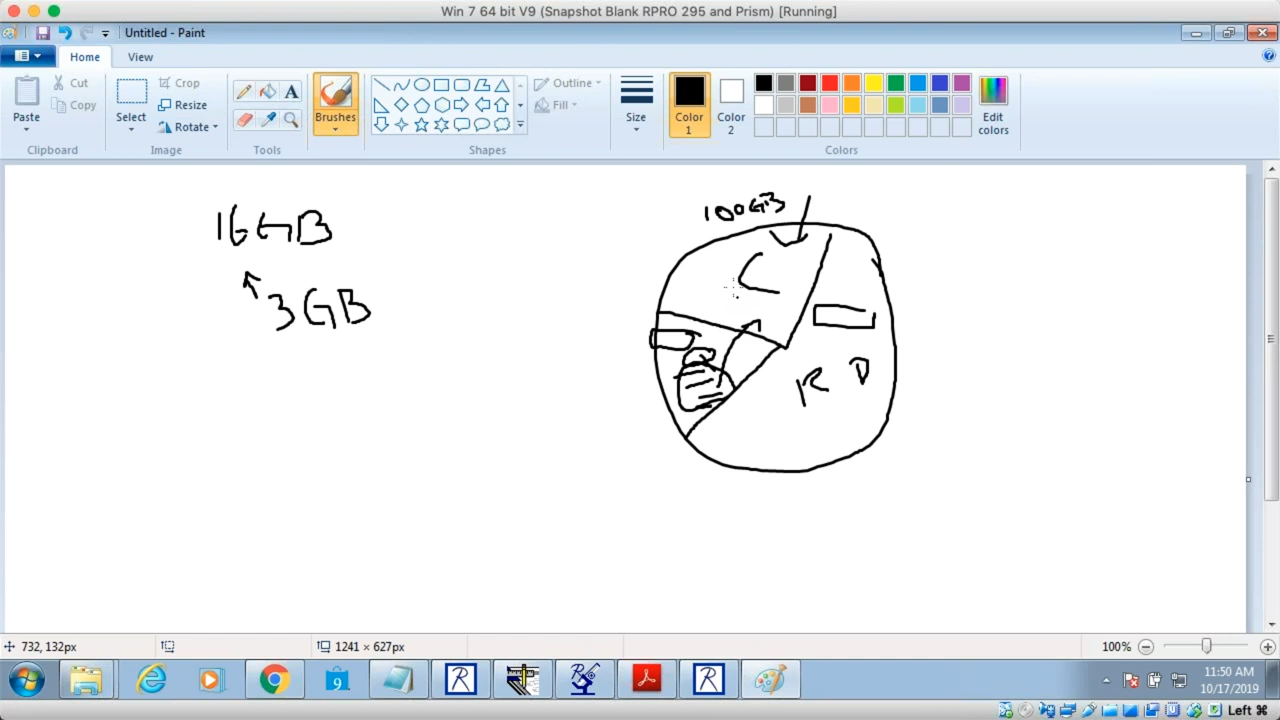 Win 7 64 bit V9 (Snapshot Blank RPRO 295 and Prism) [Running]
Untitled - Paint
Home View
Paste
Cut
Copy
Clipboard
Select
Crop
Resize
Rotate
Image
A
Tools
Brushes
Outline
Fill
Shapes
Size
Color 1
Color 2
Edit colors
Colors
16GB
3GB
100GB
C
R D
732, 132px
1241 × 627px
100%
9
R
R
11:50 AM
10/17/2019
Left ⌘